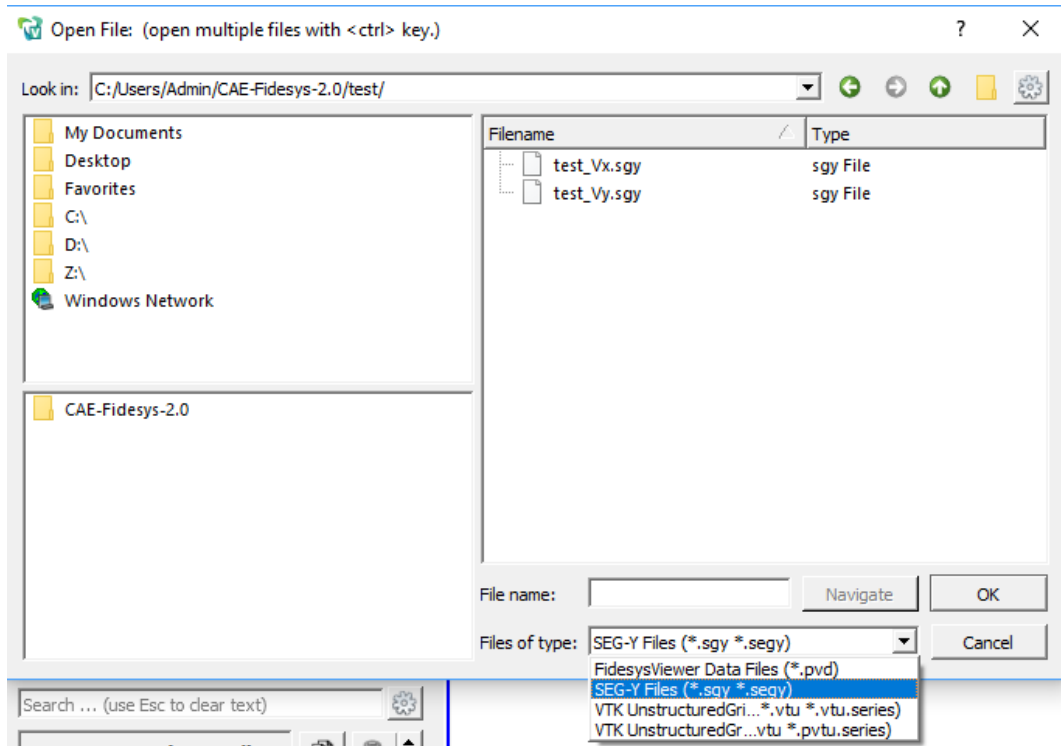 Open File: (open multiple files with <ctrl> key.)
?
Look in: C:/Users/Admin/CAE-Fidesys-2.0/test/
My Documents
Desktop
Favorites
C:\
D:\
Z:\
Windows Network
CAE-Fidesys-2.0
Filename Type
test_Vx.sgy sgy File
test_Vy.sgy sgy File
File name: Navigate OK
Files of type: SEG-Y Files (*.sgy *.segy) Cancel
FidesysViewer Data Files (*.pvd)
SEG-Y Files (*.sgy *.segy)
VTK UnstructuredGri...*.vtu *.vtu.series)
VTK UnstructuredGr...vtu *.pvtu.series)
Search ... (use Esc to clear text)